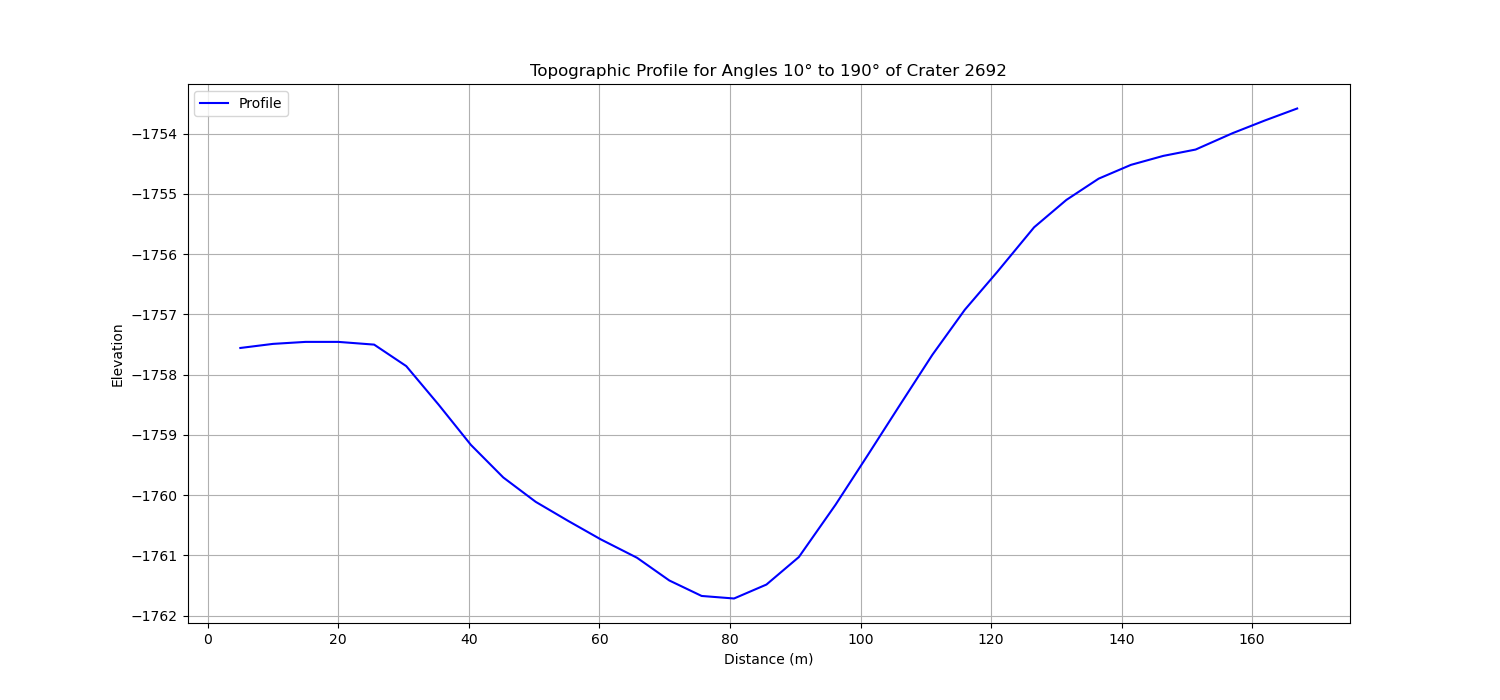 Topographic Profile for Angles 10° to 190° of Crater 2692
Profile
−1754
−1755
−1756
−1757
−1758
−1759
−1760
−1761
−1762
Elevation
0 20 40 60 80 100 120 140 160
Distance (m)